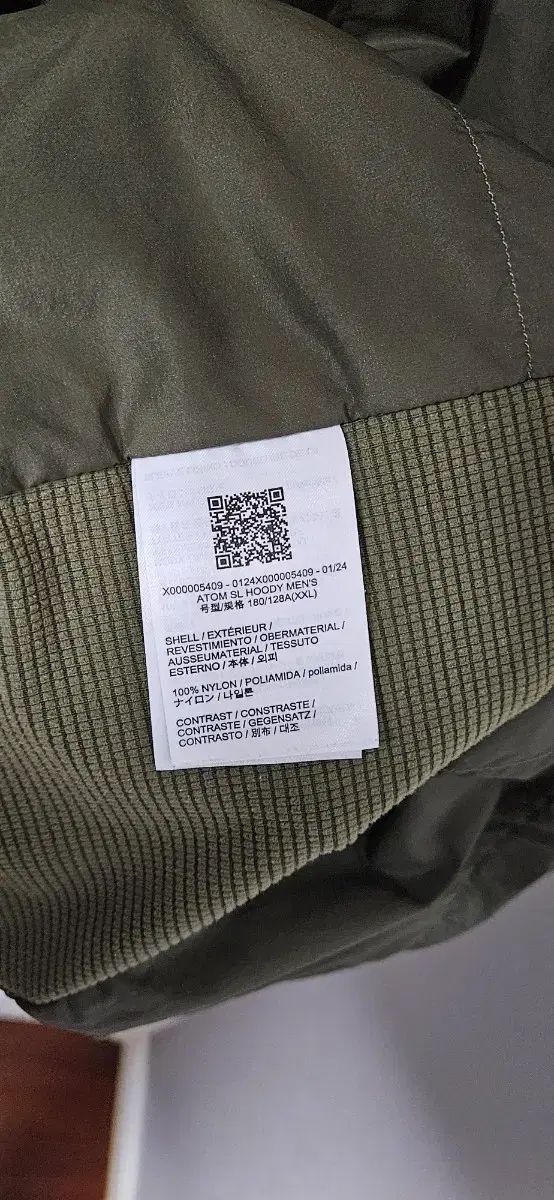 X000005409 - 0124X000005409 - 01/24
ATOM SL HOODY MEN'S
号型/规格 180/128A(XXL)
SHELL / EXTÉRIEUR /
REVESTIMIENTO / OBERMATERIAL /
AUSSEUMATERIAL / TESSUTO
ESTERNO / 本体 / 외피
100% NYLON / POLIAMIDA / poliamida /
ナイロン / 나일론
CONTRAST / CONSTRASTE /
CONTRASTE / GEGENSATZ /
CONTRASTO / 別布 / 대조